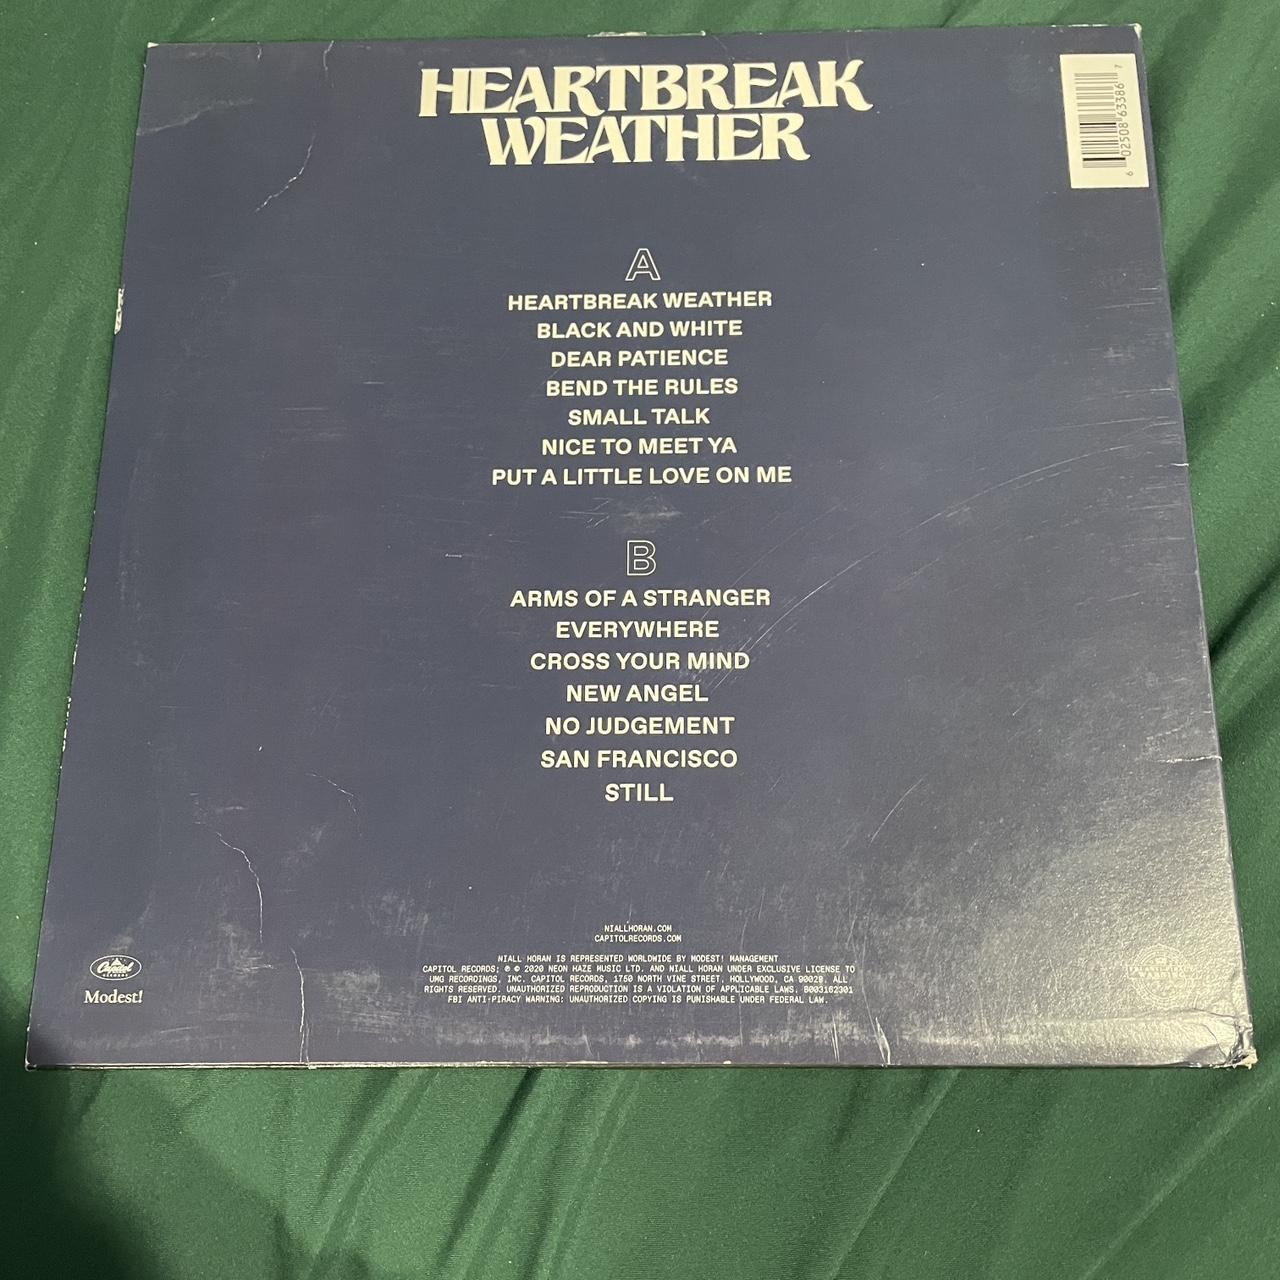 HEARTBREAK
WEATHER
6 02508 63386 7
A
HEARTBREAK WEATHER
BLACK AND WHITE
DEAR PATIENCE
BEND THE RULES
SMALL TALK
NICE TO MEET YA
PUT A LITTLE LOVE ON ME
B
ARMS OF A STRANGER
EVERYWHERE
CROSS YOUR MIND
NEW ANGEL
NO JUDGEMENT
SAN FRANCISCO
STILL
NIALLHORAN.COM
CAPITOLRECORDS.COM
NIALL HORAN IS REPRESENTED WORLDWIDE BY MODEST! MANAGEMENT
CAPITOL RECORDS; ℗ © 2020 NEON HAZE MUSIC LTD. AND NIALL HORAN UNDER EXCLUSIVE LICENSE TO
UMG RECORDINGS, INC. CAPITOL RECORDS, 1750 NORTH VINE STREET, HOLLYWOOD, CA 90028. ALL
RIGHTS RESERVED. UNAUTHORIZED REPRODUCTION IS A VIOLATION OF APPLICABLE LAWS. B003162301
FBI ANTI-PIRACY WARNING: UNAUTHORIZED COPYING IS PUNISHABLE UNDER FEDERAL LAW.
Capitol
RECORDS
Modest!